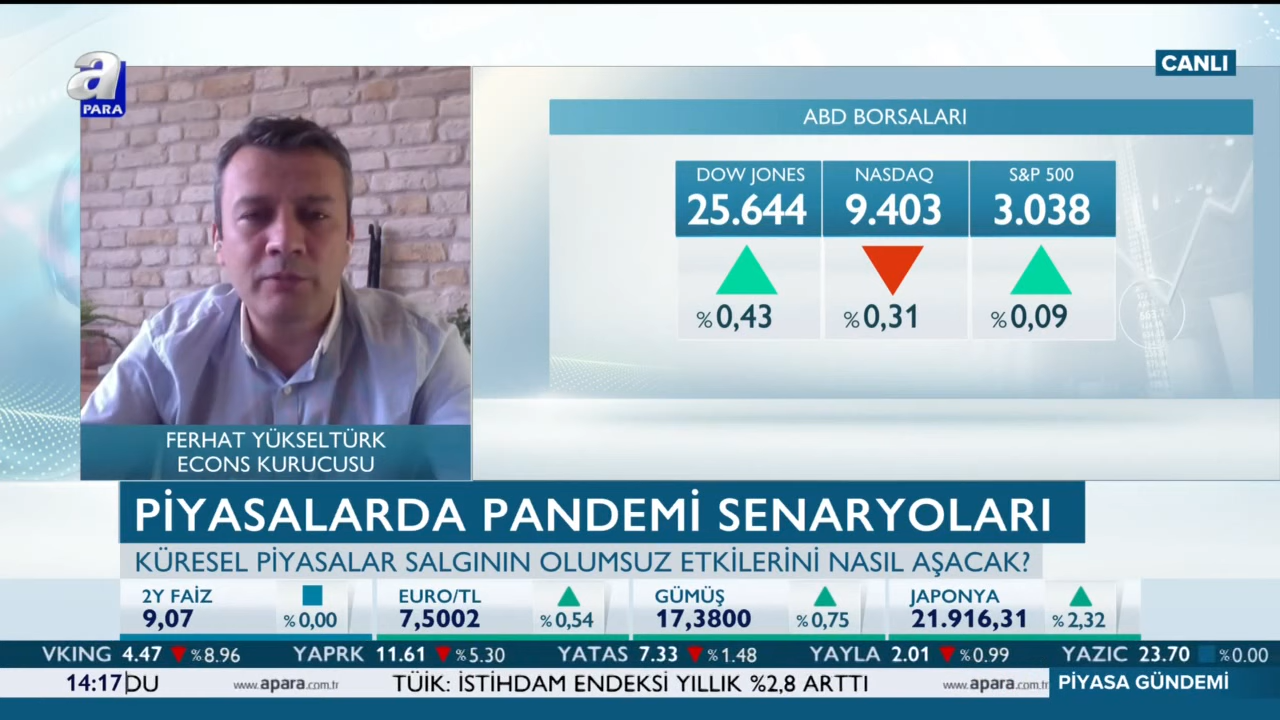 a
PARA
CANLI
ABD BORSALARI
DOW JONES NASDAQ S&P 500
25.644 9.403 3.038
%0,43 %0,31 %0,09
FERHAT YÜKSELTÜRK
ECONS KURUCUSU
PİYASALARDA PANDEMİ SENARYOLARI
KÜRESEL PİYASALAR SALGININ OLUMSUZ ETKİLERİNİ NASIL AŞACAK?
2Y FAİZ EURO/TL GÜMÜŞ JAPONYA
9,07 %0,00 7,5002 %0,54 17,3800 %0,75 21.916,31 %2,32
VKING 4.47 %8.96 YAPRK 11.61 %5.30 YATAS 7.33 %1.48 YAYLA 2.01 %0.99 YAZIC 23.70 %0.00
14:17 DU www.apara.com.tr TÜİK: İSTİHDAM ENDEKSİ YILLIK %2,8 ARTTI www.apara.com.tr PİYASA GÜNDEMİ